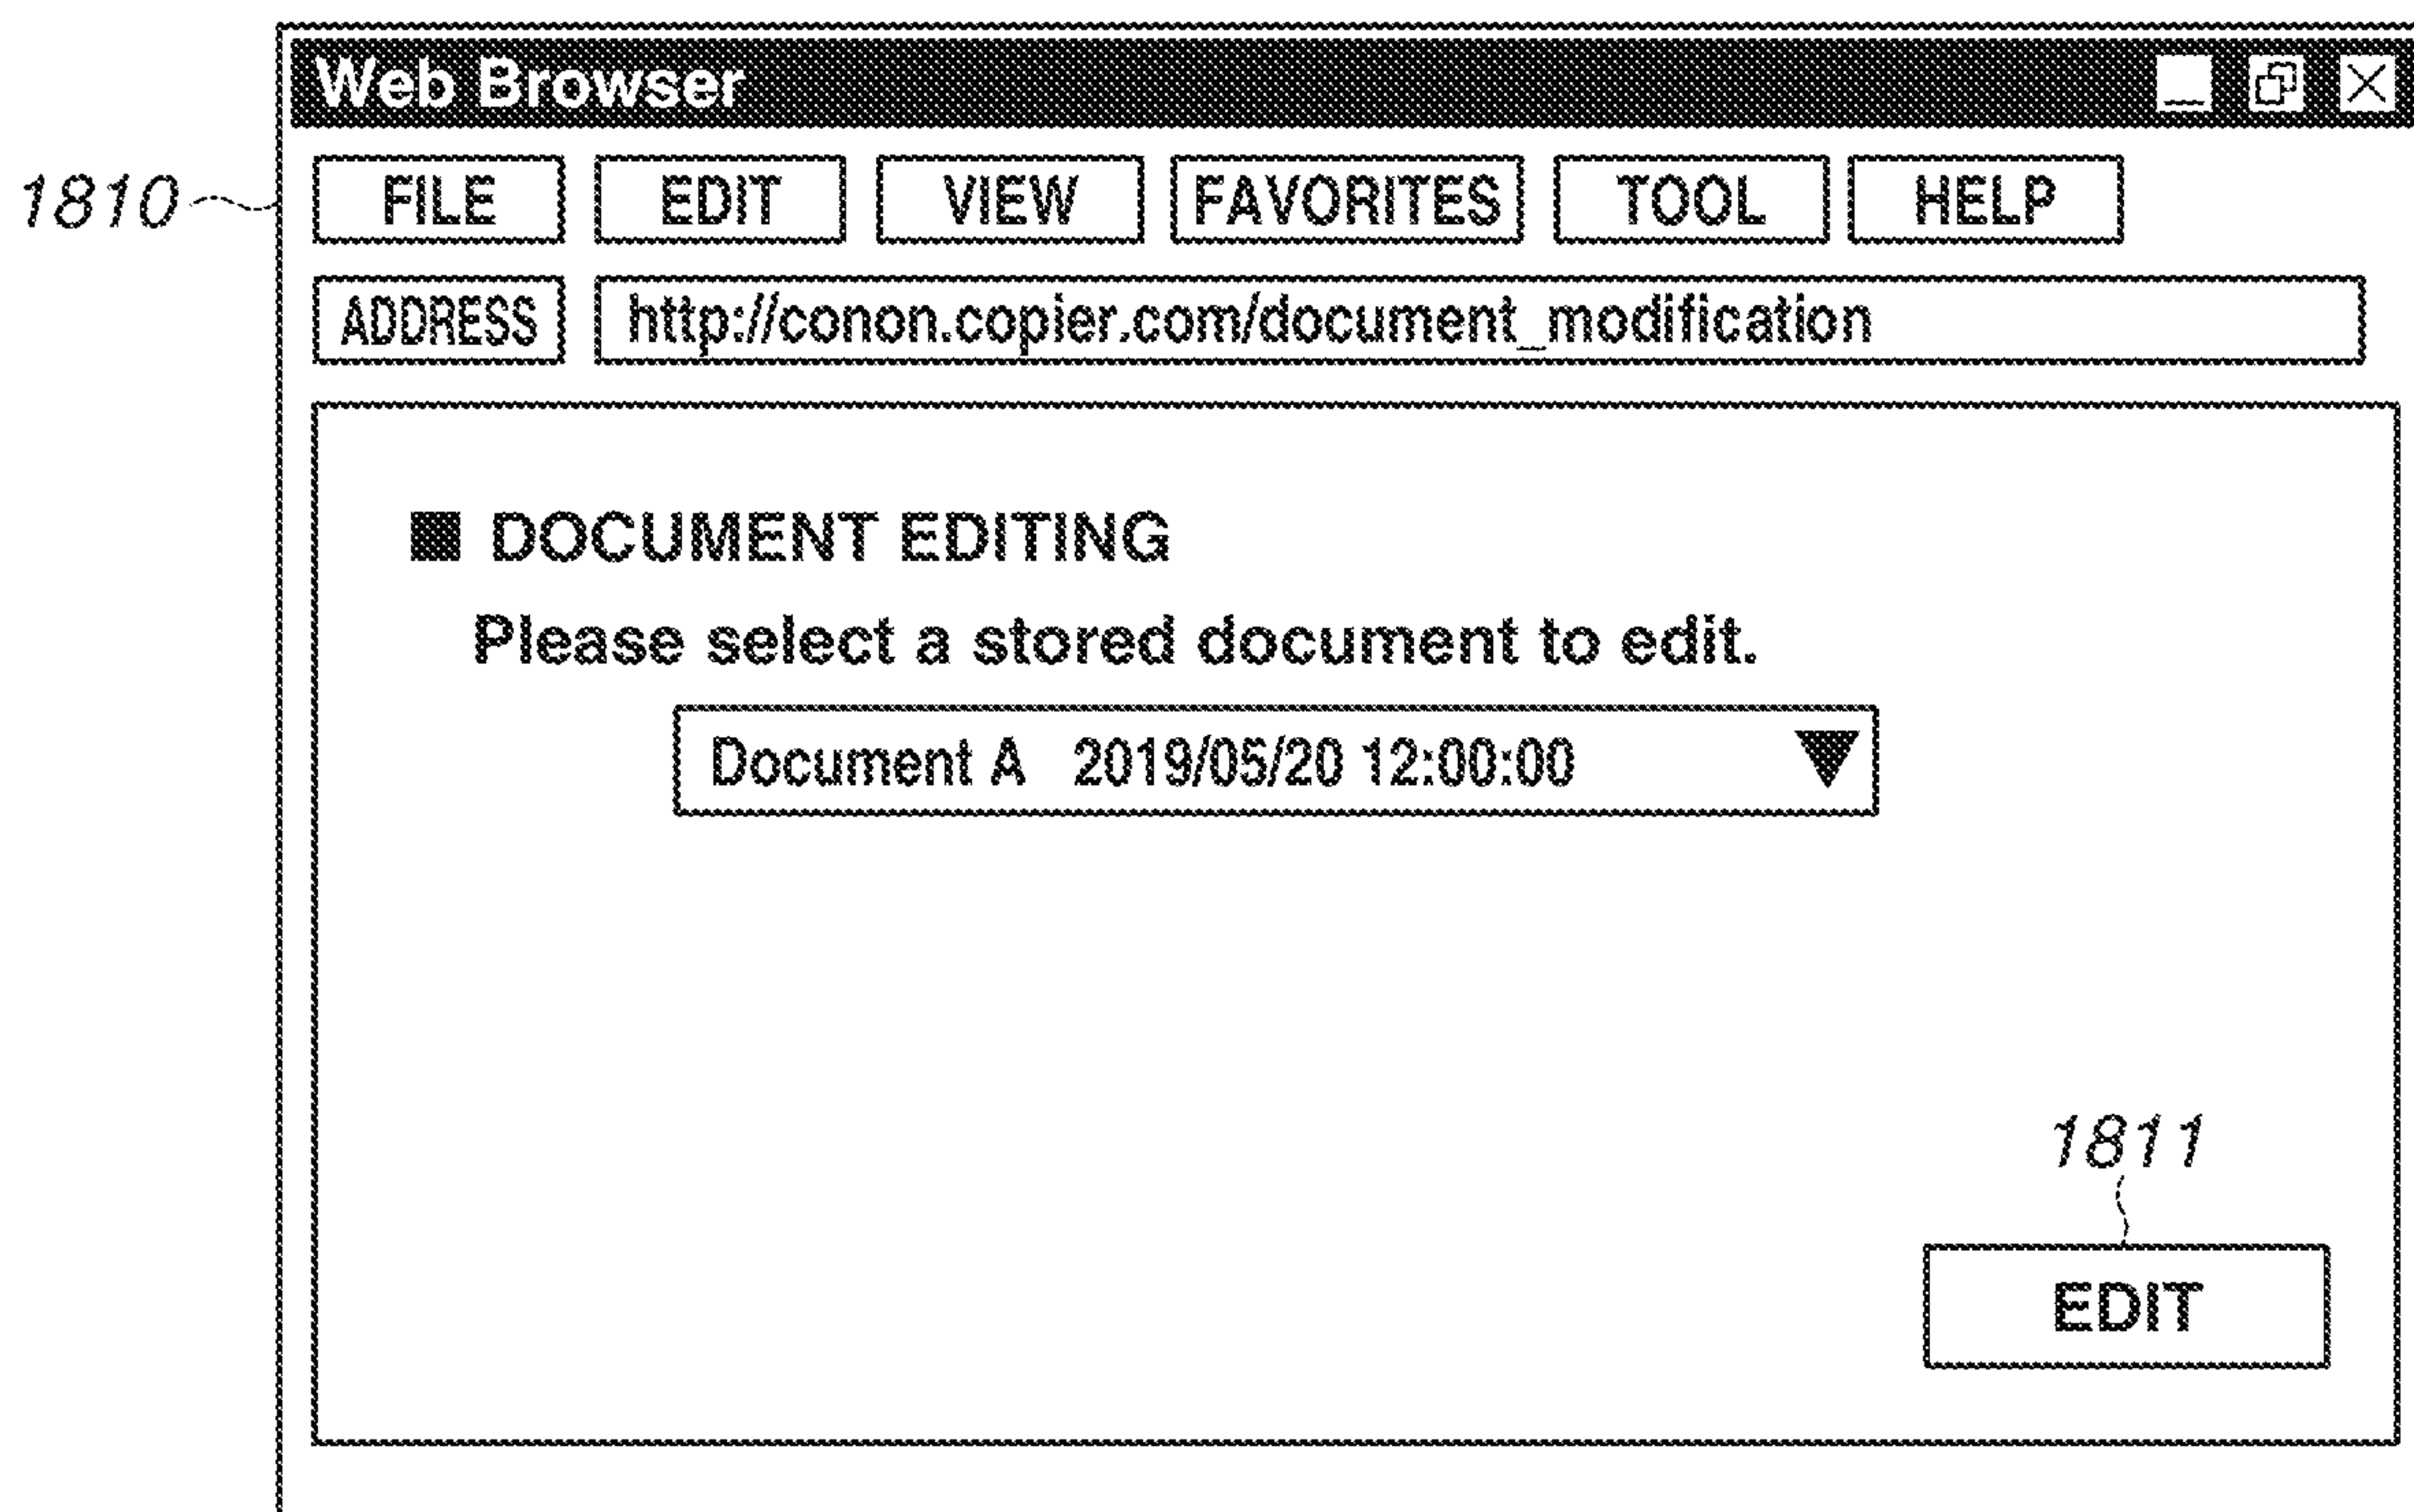 Web Browser
1810
FILE EDIT VIEW FAVORITES TOOL HELP
ADDRESS http://conon.copier.com/document_modification
DOCUMENT EDITING
Please select a stored document to edit.
Document A 2019/05/20 12:00:00
1811
EDIT